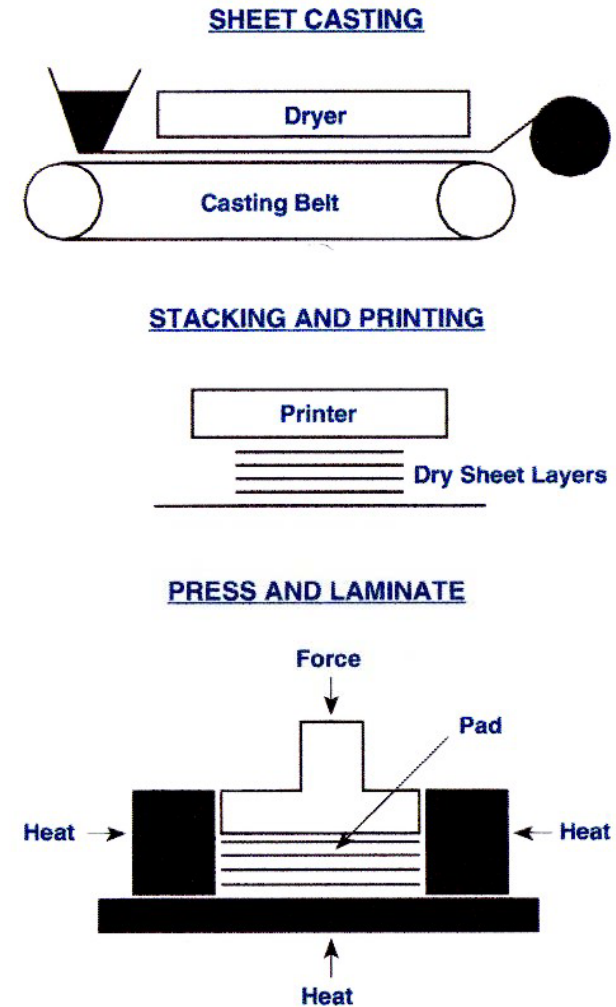 SHEET CASTING
Dryer
Casting Belt
STACKING AND PRINTING
Printer
Dry Sheet Layers
PRESS AND LAMINATE
Force
Pad
Heat
Heat
Heat